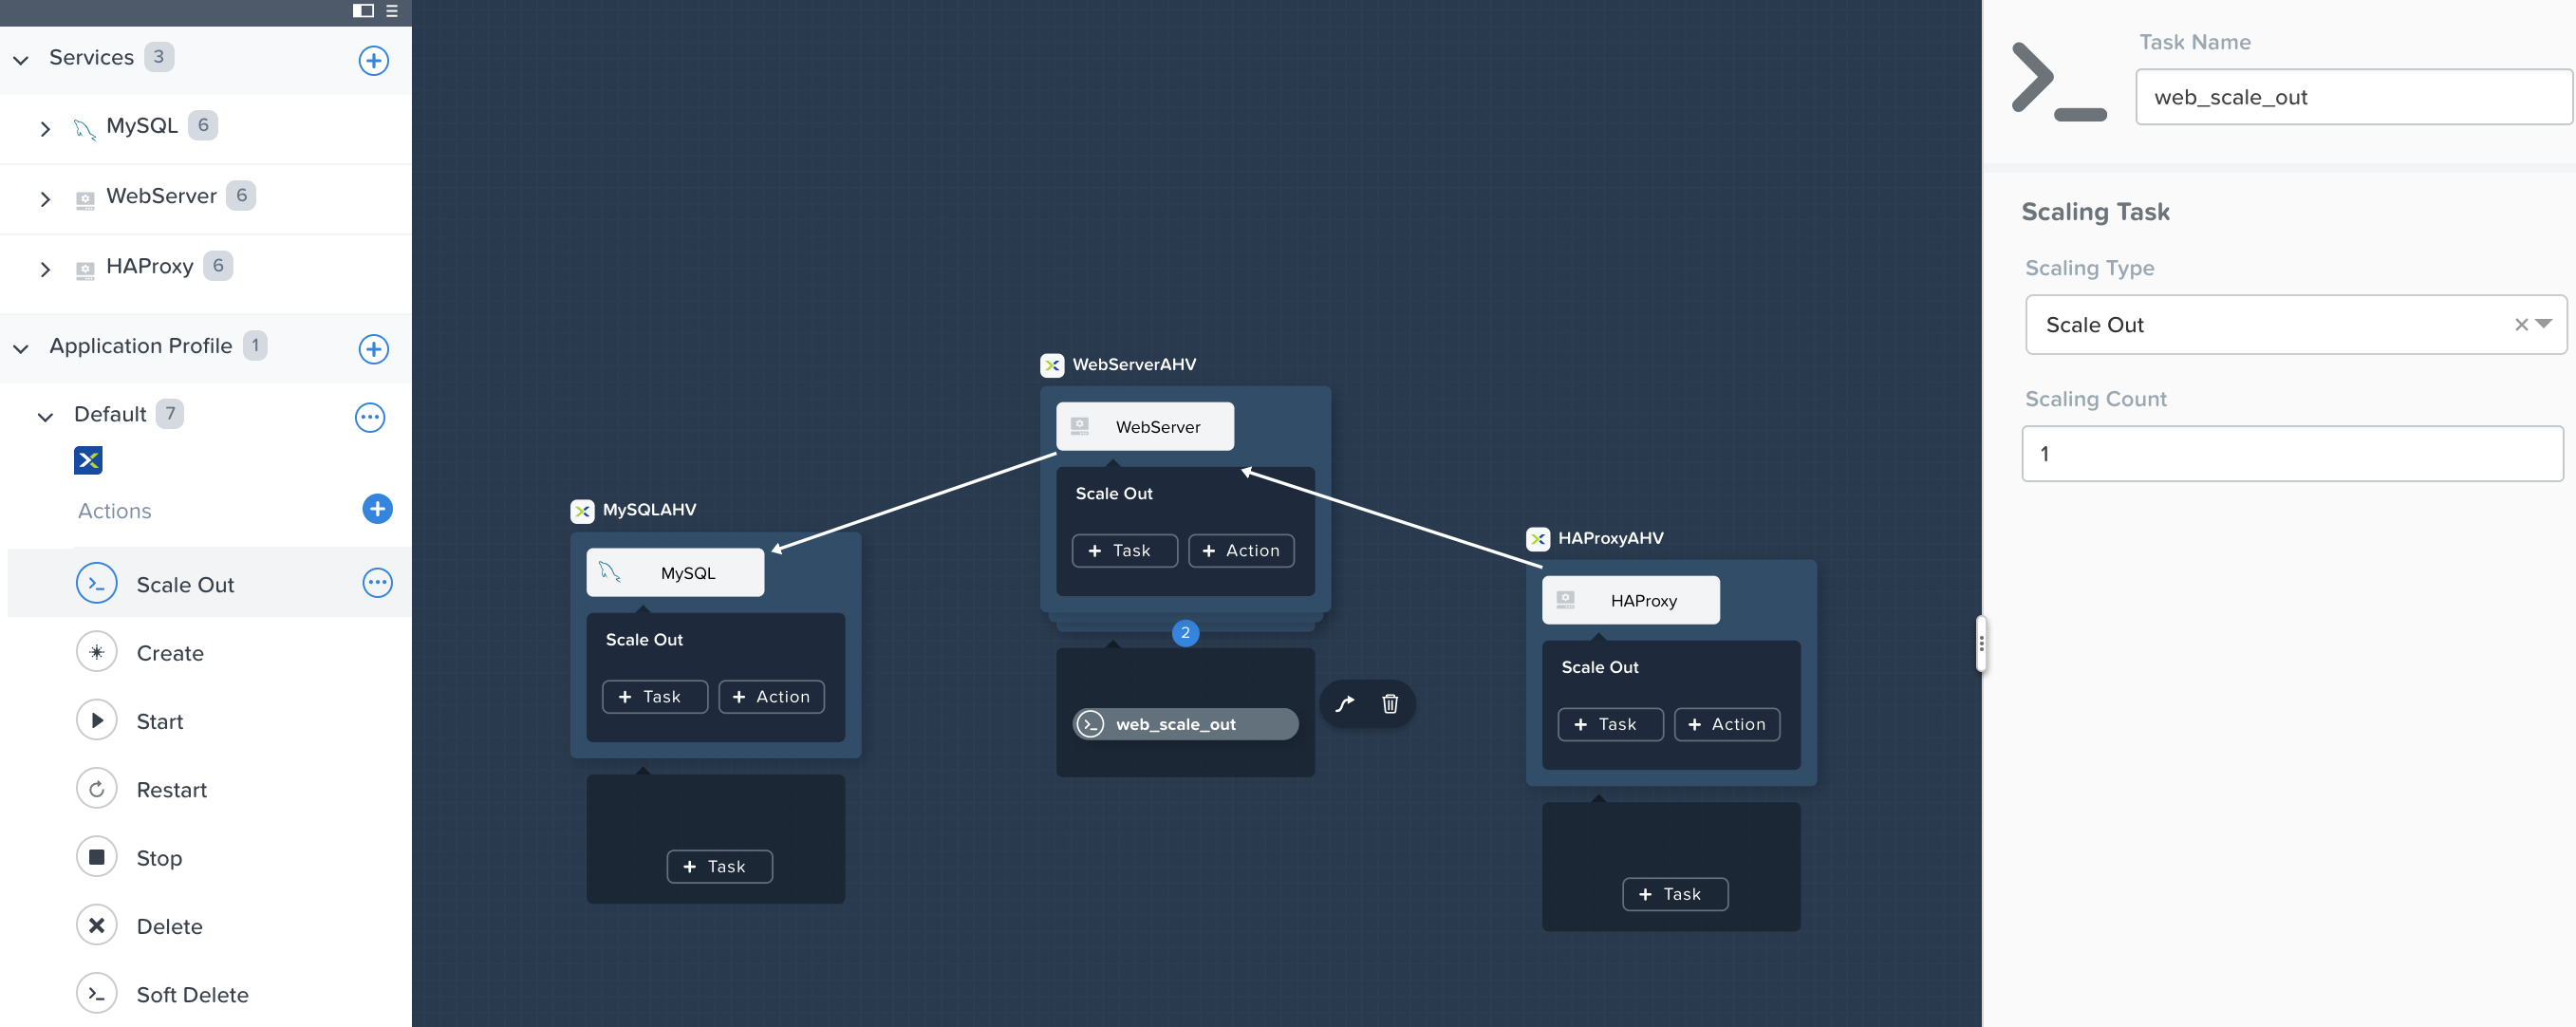 Services 3
MySQL 6
WebServer 6
HAProxy 6
Application Profile 1
Default 7
Actions
Scale Out
Create
Start
Restart
Stop
Delete
Soft Delete
MySQLAHV
MySQL
Scale Out
+ Task + Action
+ Task
WebServerAHV
WebServer
Scale Out
+ Task + Action
2
web_scale_out
HAProxyAHV
HAProxy
Scale Out
+ Task + Action
+ Task
Task Name
web_scale_out
Scaling Task
Scaling Type
Scale Out
Scaling Count
1